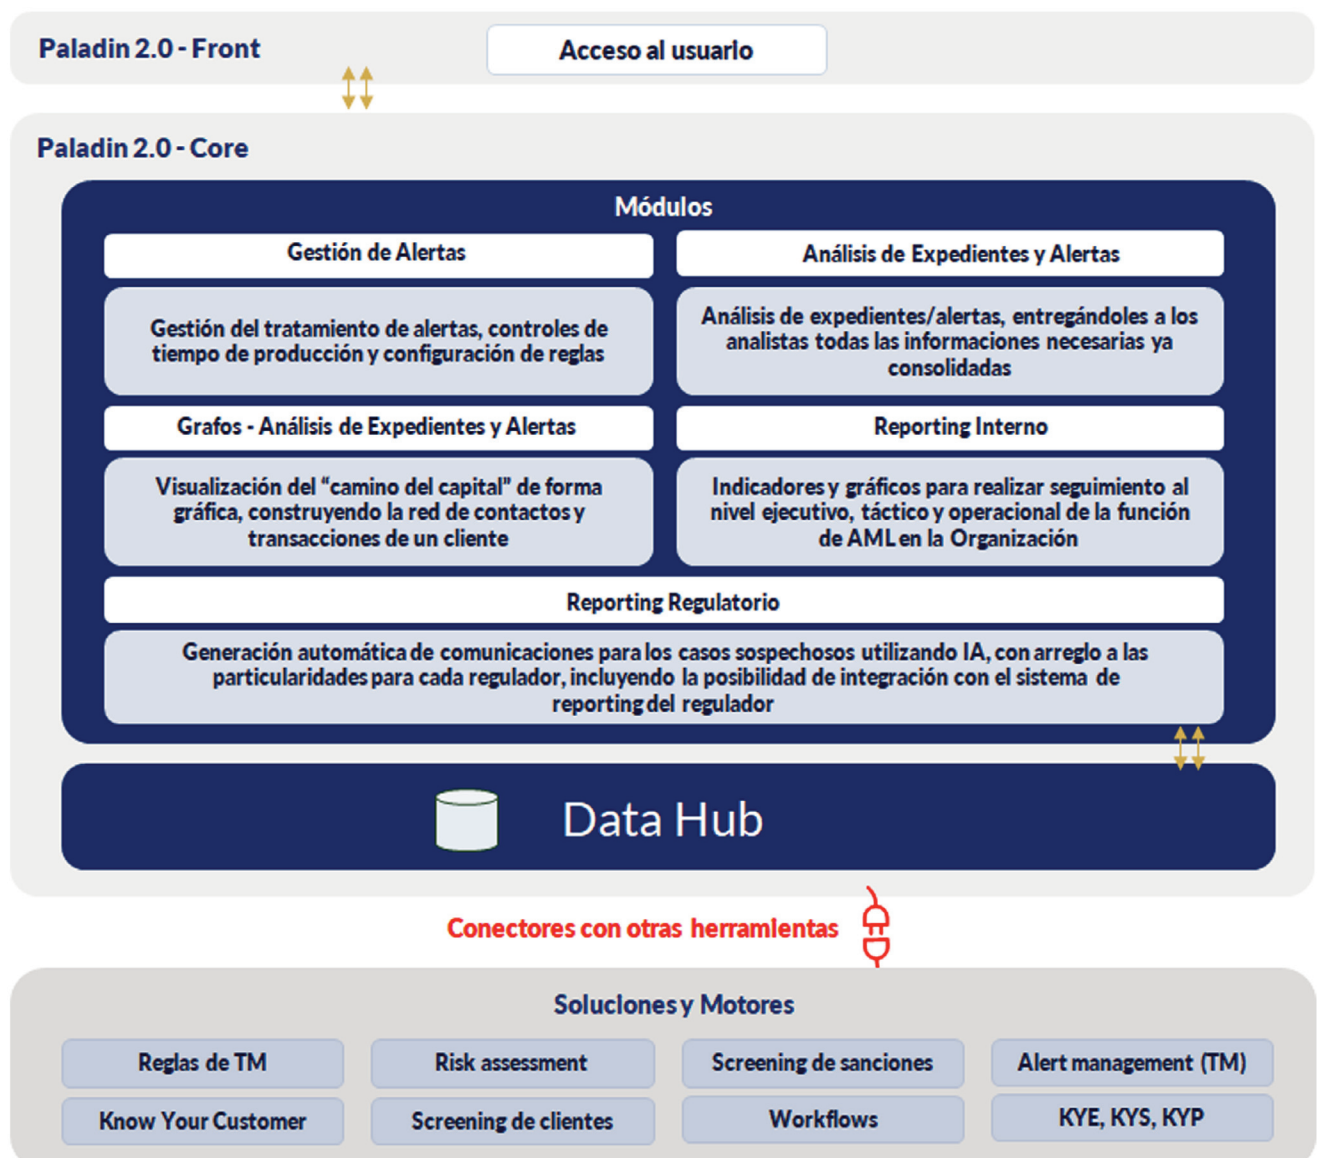 Paladin 2.0 - Front
Acceso al usuario
Paladin 2.0 - Core
Módulos
Gestión de Alertas
Gestión del tratamiento de alertas, controles de
tiempo de producción y configuración de reglas
Análisis de Expedientes y Alertas
Análisis de expedientes/alertas, entregándoles a los
analistas todas las informaciones necesarias ya
consolidadas
Grafos - Análisis de Expedientes y Alertas
Visualización del “camino del capital” de forma
gráfica, construyendo la red de contactos y
transacciones de un cliente
Reporting Interno
Indicadores y gráficos para realizar seguimiento al
nivel ejecutivo, táctico y operacional de la función
de AML en la Organización
Reporting Regulatorio
Generación automática de comunicaciones para los casos sospechosos utilizando IA, con arreglo a las
particularidades para cada regulador, incluyendo la posibilidad de integración con el sistema de
reporting del regulador
Data Hub
Conectores con otras herramientas
Soluciones y Motores
Reglas de TM
Risk assessment
Screening de sanciones
Alert management (TM)
Know Your Customer
Screening de clientes
Workflows
KYE, KYS, KYP